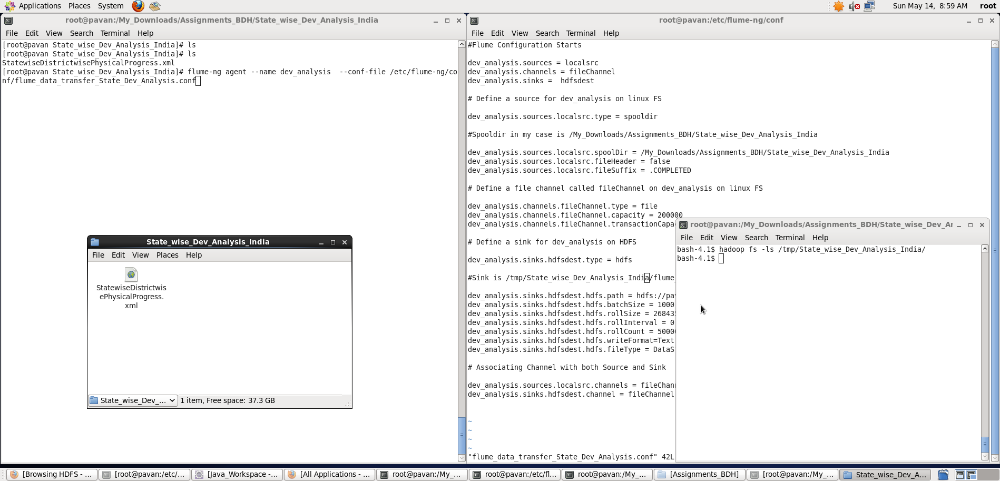 Applications Places System Sun May 14, 8:59 AM root
root@pavan:/My_Downloads/Assignments_BDH/State_wise_Dev_Analysis_India
File Edit View Search Terminal Help
[root@pavan State_wise_Dev_Analysis_India]# ls
[root@pavan State_wise_Dev_Analysis_India]# ls
StatewiseDistrictwisePhysicalProgress.xml
[root@pavan State_wise_Dev_Analysis_India]# flume-ng agent --name dev_analysis  --conf-file /etc/flume-ng/co
nf/flume_data_transfer_State_Dev_Analysis.conf
State_wise_Dev_Analysis_India
File Edit View Places Help
StatewiseDistrictwis
ePhysicalProgress.
xml
State_wise_Dev_... 1 item, Free space: 37.3 GB
root@pavan:/etc/flume-ng/conf
File Edit View Search Terminal Help
#Flume Configuration Starts
dev_analysis.sources = localsrc
dev_analysis.channels = fileChannel
dev_analysis.sinks =  hdfsdest
# Define a source for dev_analysis on linux FS
dev_analysis.sources.localsrc.type = spooldir
#Spooldir in my case is /My_Downloads/Assignments_BDH/State_wise_Dev_Analysis_India
dev_analysis.sources.localsrc.spoolDir = /My_Downloads/Assignments_BDH/State_wise_Dev_Analysis_India
dev_analysis.sources.localsrc.fileHeader = false
dev_analysis.sources.localsrc.fileSuffix = .COMPLETED
# Define a file channel called fileChannel on dev_analysis on linux FS
dev_analysis.channels.fileChannel.type = file
dev_analysis.channels.fileChannel.capacity = 200000
dev_analysis.channels.fileChannel.transactionCapa
# Define a sink for dev_analysis on HDFS
dev_analysis.sinks.hdfsdest.type = hdfs
#Sink is /tmp/State_wise_Dev_Analysis_India/flume_
dev_analysis.sinks.hdfsdest.hdfs.path = hdfs://pav
dev_analysis.sinks.hdfsdest.hdfs.batchSize = 1000
dev_analysis.sinks.hdfsdest.hdfs.rollSize = 26843
dev_analysis.sinks.hdfsdest.hdfs.rollInterval = 0
dev_analysis.sinks.hdfsdest.hdfs.rollCount = 5000
dev_analysis.sinks.hdfsdest.hdfs.writeFormat=Text
dev_analysis.sinks.hdfsdest.hdfs.fileType = DataS
# Associating Channel with both Source and Sink
dev_analysis.sources.localsrc.channels = fileChan
dev_analysis.sinks.hdfsdest.channel = fileChannel
~
~
~
~
"flume_data_transfer_State_Dev_Analysis.conf" 42L
root@pavan:/My_Downloads/Assignments_BDH/State_wise_Dev_A
File Edit View Search Terminal Help
bash-4.1$ hadoop fs -ls /tmp/State_wise_Dev_Analysis_India/
bash-4.1$
[Browsing HDFS - ... [root@pavan:/etc/... [Java_Workspace -... [All Applications - ... root@pavan:/My_... root@pavan:/etc/fl... root@pavan:/My_... [Assignments_BDH] [root@pavan:/My_... State_wise_Dev_A...